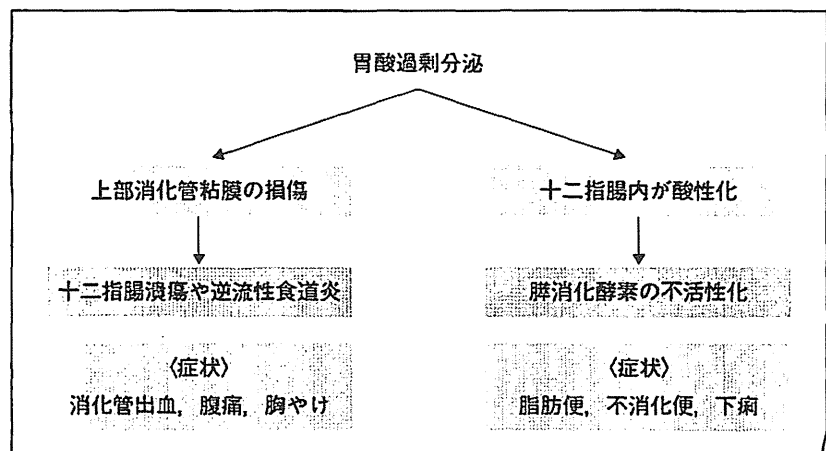 胃酸過剰分泌
上部消化管粘膜の損傷
十二指腸内が酸性化
十二指腸潰瘍や逆流性食道炎
膵消化酵素の不活性化
〈症状〉
消化管出血，腹痛，胸やけ
〈症状〉
脂肪便，不消化便，下痢